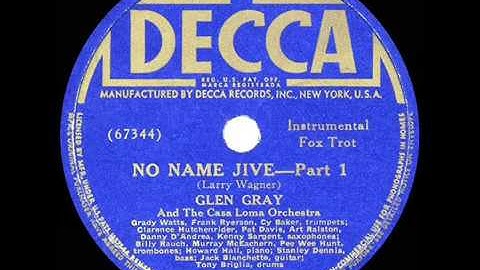 DECCA
REG. U.S. PAT. OFF.
MARCA REGISTRADA
MANUFACTURED BY DECCA RECORDS, INC., NEW YORK, U.S.A.
(67344)
Instrumental
Fox Trot
NO NAME JIVE—Part 1
(Larry Wagner)
GLEN GRAY
And The Casa Loma Orchestra
Grady Watts, Frank Ryerson, Cy Baker, trumpets;
Clarence Hutchenrider, Pat Davis, Art Ralston,
Danny D'Andrea, Kenny Sargent, saxophones;
Billy Rauch, Murray McEachern, Pee Wee Hunt,
trombones; Howard Hall, piano; Stanley Dennis,
bass; Jack Blanchette, guitar;
Tony Briglia, drums